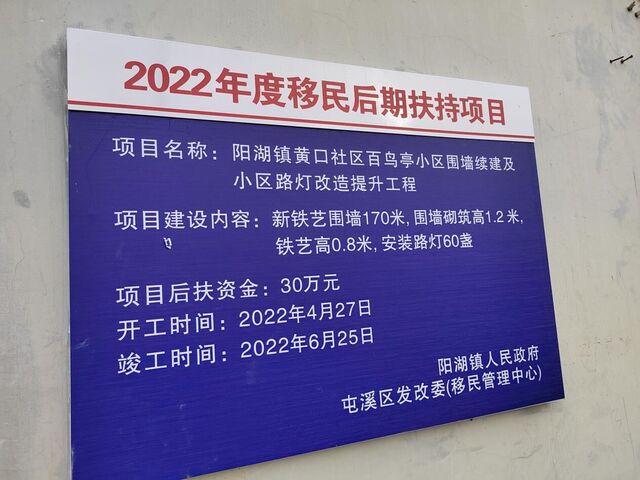 2022年度移民后期扶持项目
项目名称：阳湖镇黄口社区百鸟亭小区围墙续建及
小区路灯改造提升工程
项目建设内容：新铁艺围墙170米，围墙砌筑高1.2米，
铁艺高0.8米，安装路灯60盏
项目后扶资金：30万元
开工时间：2022年4月27日
竣工时间：2022年6月25日
阳湖镇人民政府
屯溪区发改委(移民管理中心)